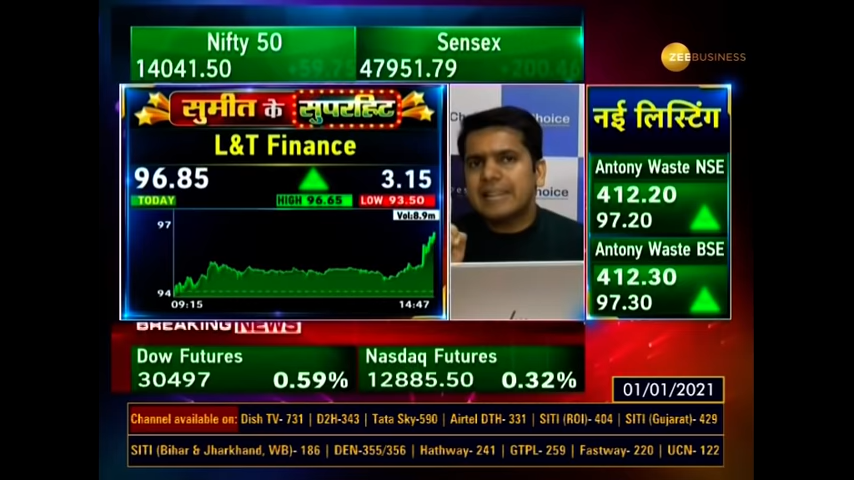 Nifty 50
14041.50
Sensex
47951.79
ZEE BUSINESS
सुमीत के सुपरहिट
L&T Finance
96.85 3.15
TODAY HIGH 96.65 LOW 93.50
Vol:8.9m
97
94
09:15 14:47
Choice
नई लिस्टिंग
Antony Waste NSE
412.20
97.20
Antony Waste BSE
412.30
97.30
BREAKING NEWS
Dow Futures
30497 0.59%
Nasdaq Futures
12885.50 0.32%
01/01/2021
Channel available on: Dish TV- 731 | D2H-343 | Tata Sky-590 | Airtel DTH- 331 | SITI (ROI)- 404 | SITI (Gujarat)- 429
SITI (Bihar & Jharkhand, WB)- 186 | DEN-355/356 | Hathway-241 | GTPL- 259 | Fastway- 220 | UCN- 122